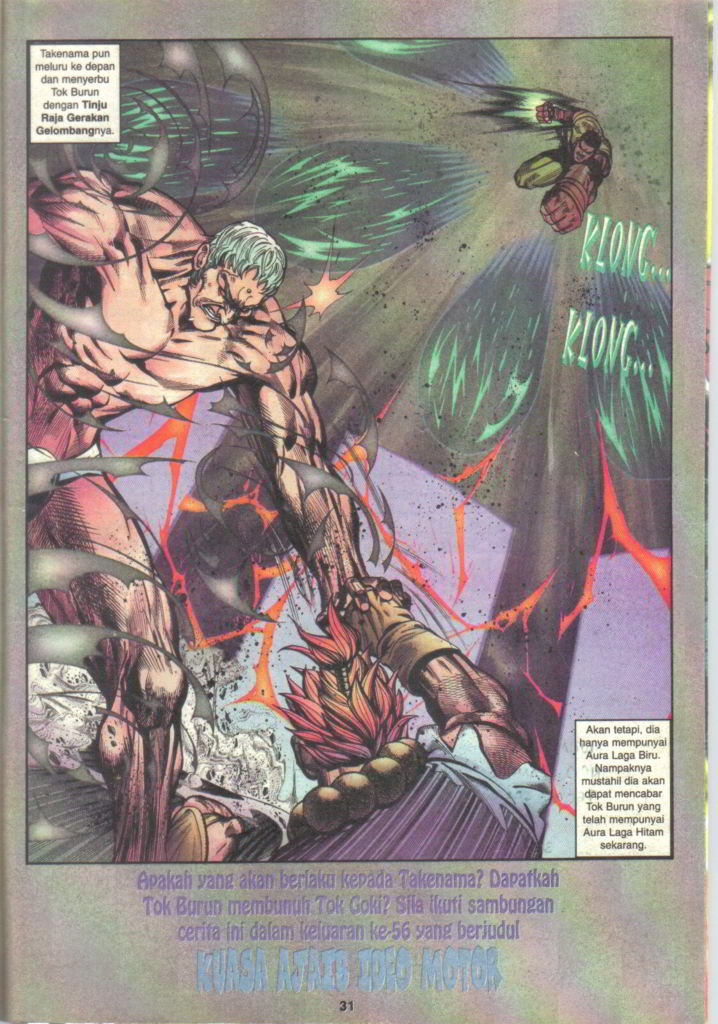 Takenama pun
meluru ke depan
dan menyerbu
Tok Burun
dengan Tinju
Raja Gerakan
Gelombangnya.
KLONG...
KLONG...
Akan tetapi, dia
hanya mempunyai
Aura Laga Biru.
Nampaknya
mustahil dia akan
dapat mencabar
Tok Burun yang
telah mempunyai
Aura Laga Hitam
sekarang.
Apakah yang akan berlaku kepada Takenama? Dapatkah
Tok Burun membunuh Tok Goki? Sila ikuti sambungan
cerita ini dalam keluaran ke-56 yang berjudul
KUASA AJAIB IDFO MOTOR
31